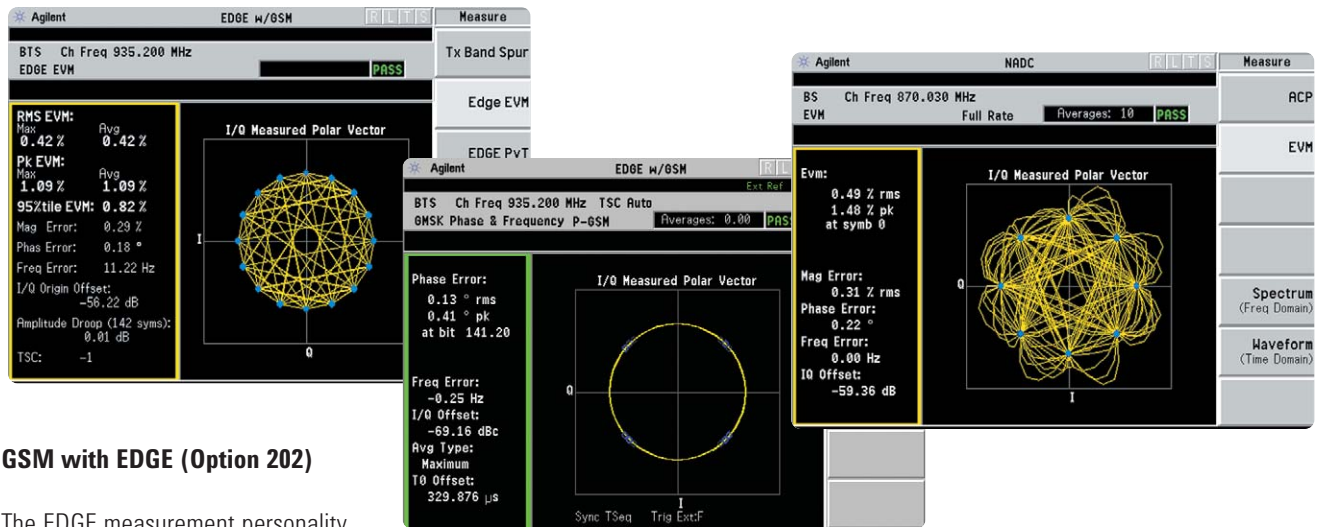 Agilent EDGE w/GSM R L T S Measure
BTS Ch Freq 935.200 MHz
EDGE EVM PASS
Tx Band Spur
Edge EVM
EDGE PvT
RMS EVM:
Max Avg
0.42 % 0.42 %
Pk EVM:
Max Avg
1.09 % 1.09 %
95%tile EVM: 0.82 %
Mag Error: 0.29 %
Phas Error: 0.18 °
Freq Error: 11.22 Hz
I/Q Origin Offset:
-56.22 dB
Amplitude Droop (142 syms):
0.01 dB
TSC: -1
I/Q Measured Polar Vector
I
Q
Agilent EDGE w/GSM R L
Ext Ref
BTS Ch Freq 935.200 MHz TSC Auto
GMSK Phase & Frequency P-GSM Averages: 0.00 PAS
Phase Error:
0.13 ° rms
0.41 ° pk
at bit 141.20
Freq Error:
-0.25 Hz
I/Q Offset:
-69.16 dBc
Avg Type:
Maximum
T0 Offset:
329.876 µs
I/Q Measured Polar Vector
Q
I
Sync TSeq Trig Ext:F
Agilent NADC R L T S Measure
BS Ch Freq 870.030 MHz
EVM Full Rate Averages: 10 PASS
ACP
EVM
Spectrum
(Freq Domain)
Waveform
(Time Domain)
Evm:
0.49 % rms
1.48 % pk
at symb 0
Mag Error:
0.31 % rms
Phase Error:
0.22 °
Freq Error:
0.00 Hz
IQ Offset:
-59.36 dB
I/Q Measured Polar Vector
Q
I
GSM with EDGE (Option 202)
The EDGE measurement personality